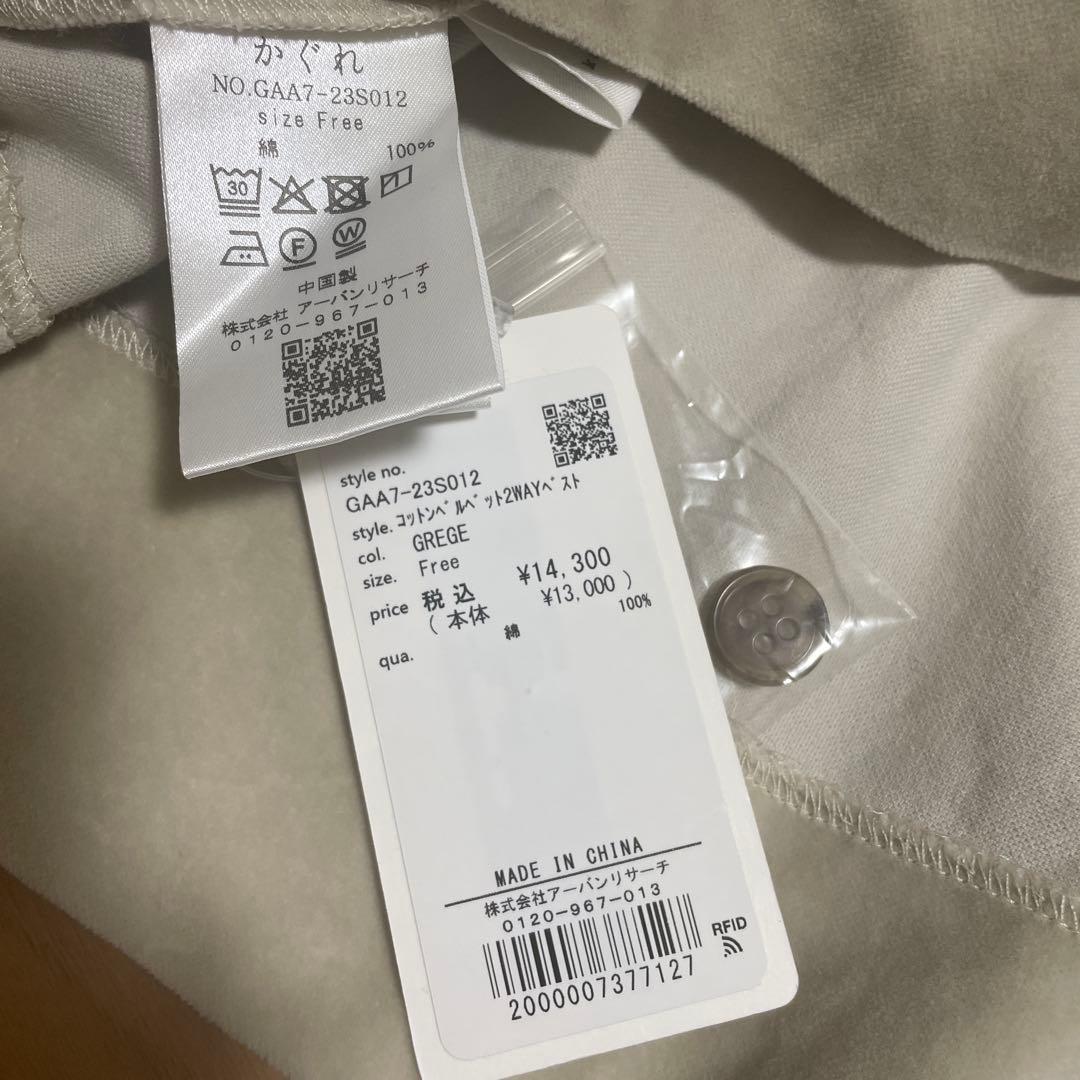 かぐれ
NO.GAA7-23S012
size Free
綿 100%
30
F W
中国製
株式会社 アーバンリサーチ
0120-967-013
style no.
GAA7-23S012
style. コットンベルベット2WAYベスト
col. GREGE
size. Free
price 税込 ¥14,300
(本体 ¥13,000)
qua. 綿 100%
MADE IN CHINA
株式会社アーバンリサーチ
0120-967-013
RFID
2000007377127